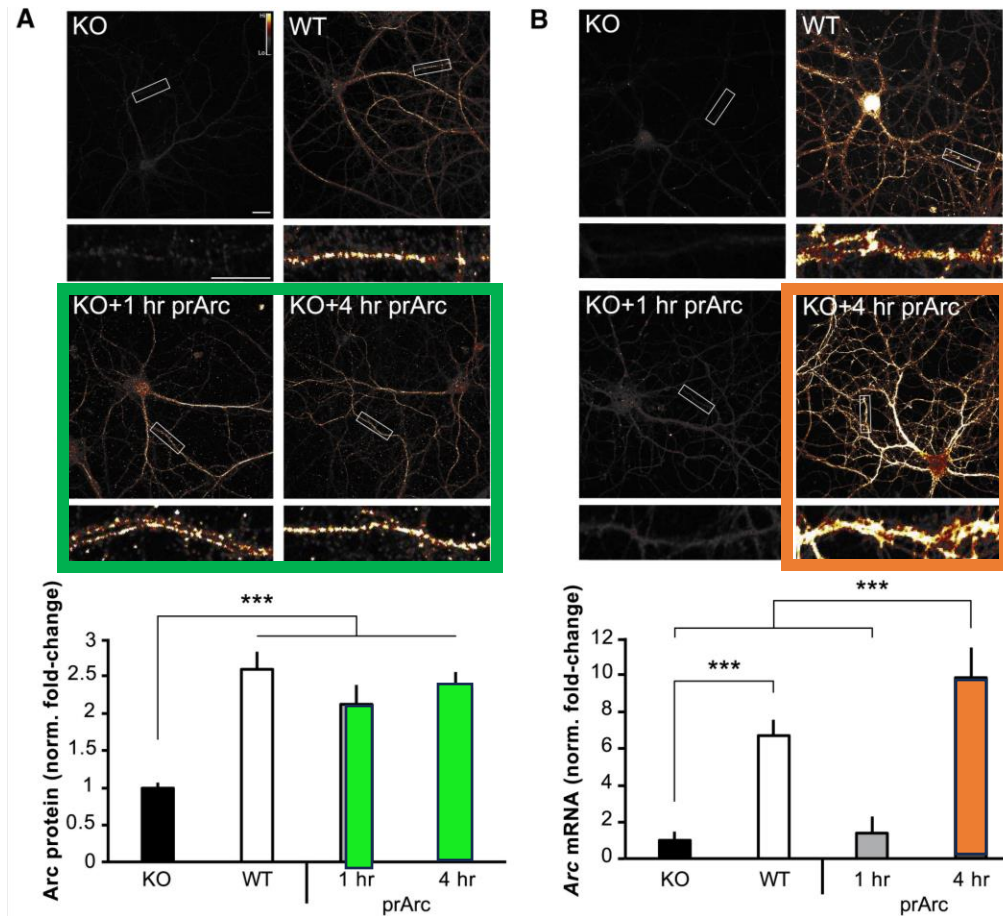 A
B
KO
Hi
Lo
WT
KO
WT
KO+1 hr prArc
KO+4 hr prArc
KO+1 hr prArc
KO+4 hr prArc
Arc protein (norm. fold-change)
3
2.5
2
1.5
1
0.5
0
***
KO
WT
1 hr
4 hr
prArc
Arc mRNA (norm. fold-change)
12
10
8
6
4
2
0
***
***
KO
WT
1 hr
4 hr
prArc